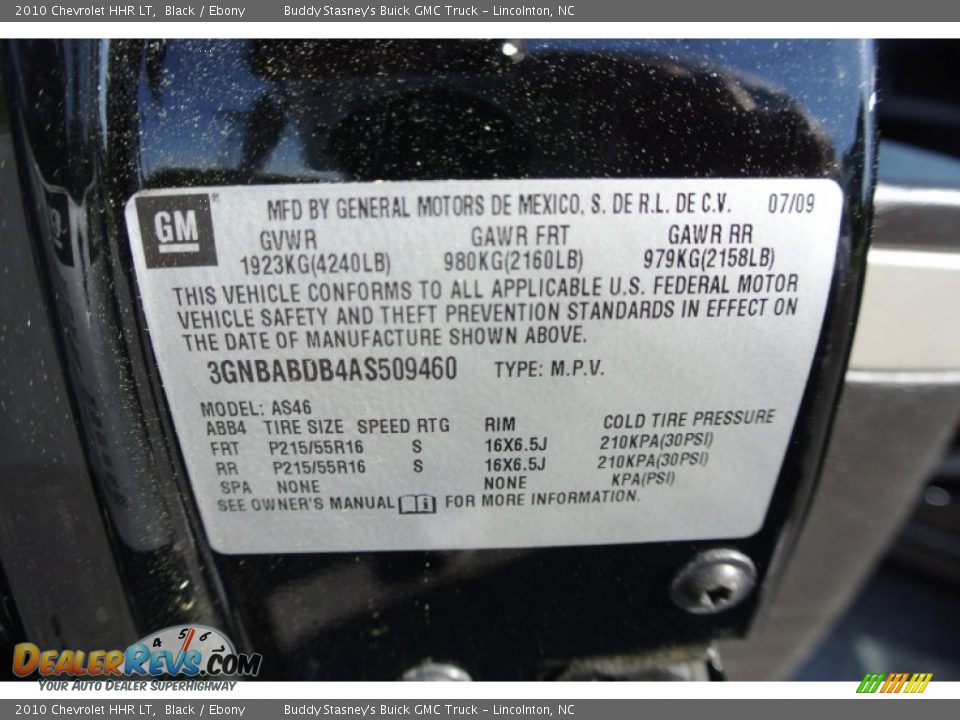 2010 Chevrolet HHR LT, Black / Ebony Buddy Stasney's Buick GMC Truck - Lincolnton, NC
GM MFD BY GENERAL MOTORS DE MEXICO, S. DE R.L. DE C.V. 07/09
GVWR GAWR FRT GAWR RR
1923KG(4240LB) 980KG(2160LB) 979KG(2158LB)
THIS VEHICLE CONFORMS TO ALL APPLICABLE U.S. FEDERAL MOTOR
VEHICLE SAFETY AND THEFT PREVENTION STANDARDS IN EFFECT ON
THE DATE OF MANUFACTURE SHOWN ABOVE.
3GNBABDB4AS509460 TYPE: M.P.V.
MODEL: AS46
ABB4 TIRE SIZE SPEED RTG RIM COLD TIRE PRESSURE
FRT P215/55R16 S 16X6.5J 210KPA(30PSI)
RR P215/55R16 S 16X6.5J 210KPA(30PSI)
SPA NONE NONE KPA(PSI)
SEE OWNER'S MANUAL FOR MORE INFORMATION.
4 5 6
DEALERREVS.COM
YOUR AUTO DEALER SUPERHIGHWAY
2010 Chevrolet HHR LT, Black / Ebony Buddy Stasney's Buick GMC Truck - Lincolnton, NC